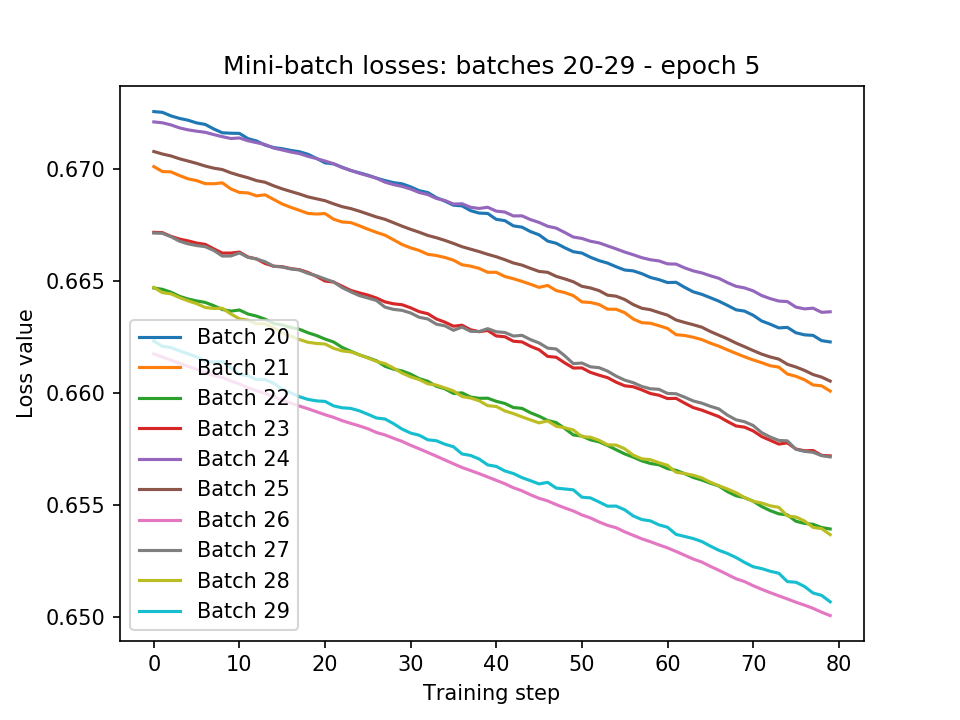 Mini-batch losses: batches 20-29 - epoch 5
Loss value
0.670
0.665
0.660
0.655
0.650
Batch 20
Batch 21
Batch 22
Batch 23
Batch 24
Batch 25
Batch 26
Batch 27
Batch 28
Batch 29
0 10 20 30 40 50 60 70 80
Training step